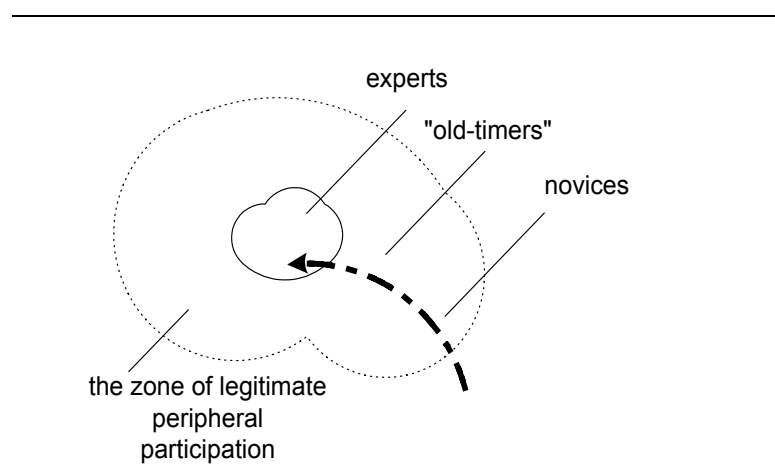 experts
"old-timers"
novices
the zone of legitimate
peripheral
participation